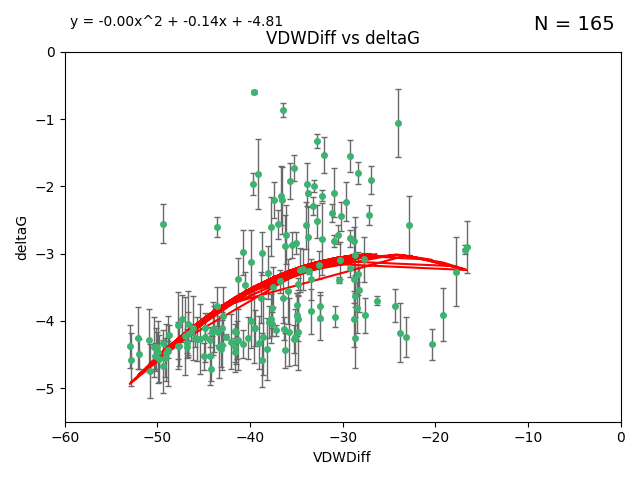 y = -0.00x^2 + -0.14x + -4.81
N = 165
VDWDiff vs deltaG
0
−1
−2
−3
−4
−5
deltaG
−60
−50
−40
−30
−20
−10
0
VDWDiff